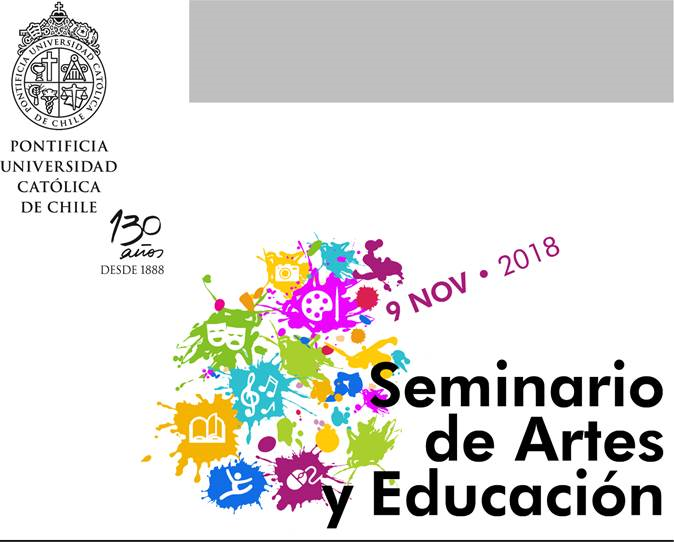 PONTIFICIA UNIVERSIDAD CATÓLICA DE CHILE
PONTIFICIA
UNIVERSIDAD
CATÓLICA
DE CHILE
130
años
DESDE 1888
9 NOV • 2018
Seminario
de Artes
y Educación